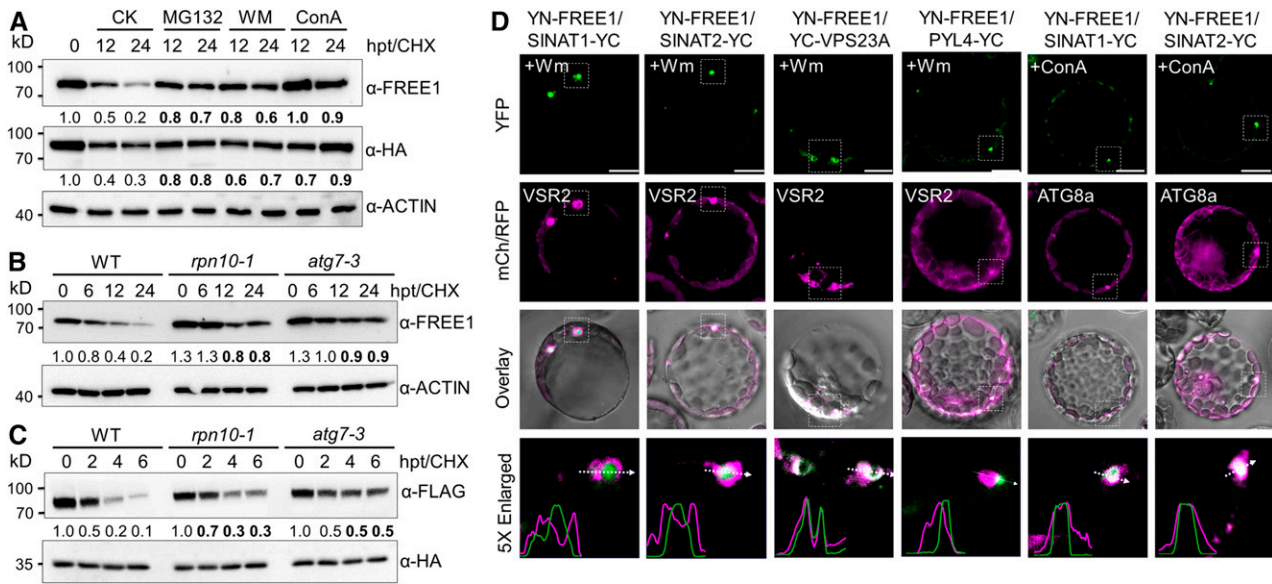 A
CK MG132 WM ConA
kD 0 12 24 12 24 12 24 12 24 hpt/CHX
100
70
α-FREE1
1.0 0.5 0.2 0.8 0.7 0.8 0.6 1.0 0.9
100
70
α-HA
1.0 0.4 0.3 0.8 0.8 0.6 0.7 0.7 0.9
40
α-ACTIN
B
WT rpn10-1 atg7-3
kD 0 6 12 24 0 6 12 24 0 6 12 24 hpt/CHX
100
70
α-FREE1
1.0 0.8 0.4 0.2 1.3 1.3 0.8 0.8 1.3 1.0 0.9 0.9
40
α-ACTIN
C
WT rpn10-1 atg7-3
kD 0 2 4 6 0 2 4 6 0 2 4 6 hpt/CHX
100
70
α-FLAG
1.0 0.5 0.2 0.1 1.0 0.7 0.3 0.3 1.0 0.5 0.5 0.5
35
α-HA
D
YN-FREE1/ YN-FREE1/ YN-FREE1/ YN-FREE1/ YN-FREE1/ YN-FREE1/
SINAT1-YC SINAT2-YC YC-VPS23A PYL4-YC SINAT1-YC SINAT2-YC
YFP
+Wm +Wm +Wm +Wm +ConA +ConA
mCh/RFP
VSR2 VSR2 VSR2 VSR2 ATG8a ATG8a
Overlay
5X Enlarged